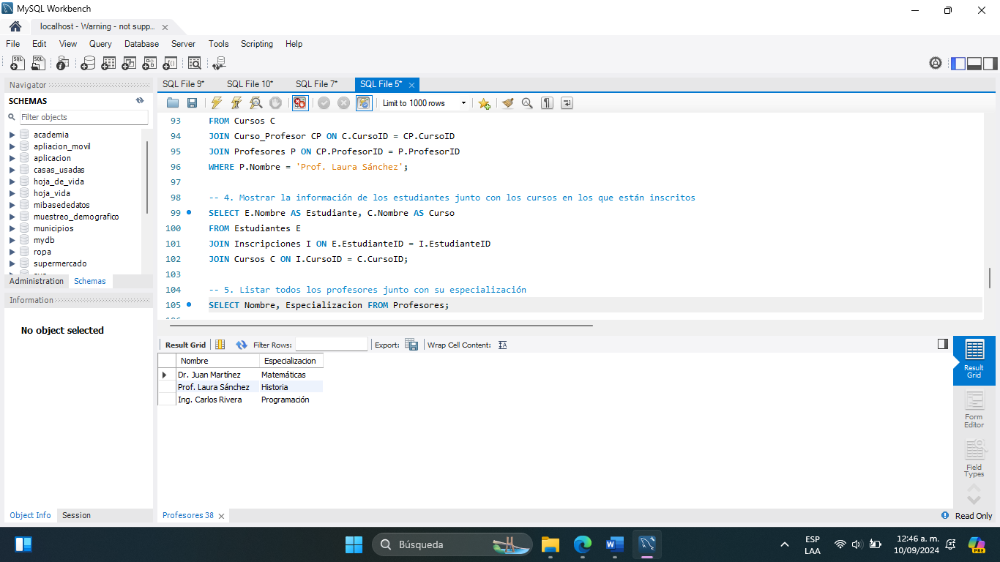 MySQL Workbench
localhost - Warning - not supp...
File Edit View Query Database Server Tools Scripting Help
Navigator
SCHEMAS
Filter objects
academia
apliacion_movil
aplicacion
casas_usadas
hoja_de_vida
hoja_vida
mibasededatos
muestreo_demografico
municipios
mydb
ropa
supermercado
Administration Schemas
Information
No object selected
Object Info Session
SQL File 9* SQL File 10* SQL File 7* SQL File 5*
Limit to 1000 rows
93 FROM Cursos C
94 JOIN Curso_Profesor CP ON C.CursoID = CP.CursoID
95 JOIN Profesores P ON CP.ProfesorID = P.ProfesorID
96 WHERE P.Nombre = 'Prof. Laura Sánchez';
97
98 -- 4. Mostrar la información de los estudiantes junto con los cursos en los que están inscritos
99 SELECT E.Nombre AS Estudiante, C.Nombre AS Curso
100 FROM Estudiantes E
101 JOIN Inscripciones I ON E.EstudianteID = I.EstudianteID
102 JOIN Cursos C ON I.CursoID = C.CursoID;
103
104 -- 5. Listar todos los profesores junto con su especialización
105 SELECT Nombre, Especializacion FROM Profesores;
Result Grid Filter Rows: Export: Wrap Cell Content:
Nombre Especializacion
Dr. Juan Martínez Matemáticas
Prof. Laura Sánchez Historia
Ing. Carlos Rivera Programación
Result
Grid
Form
Editor
Field
Types
Profesores 38
Read Only
Búsqueda
ESP
LAA
12:46 a. m.
10/09/2024
PRE